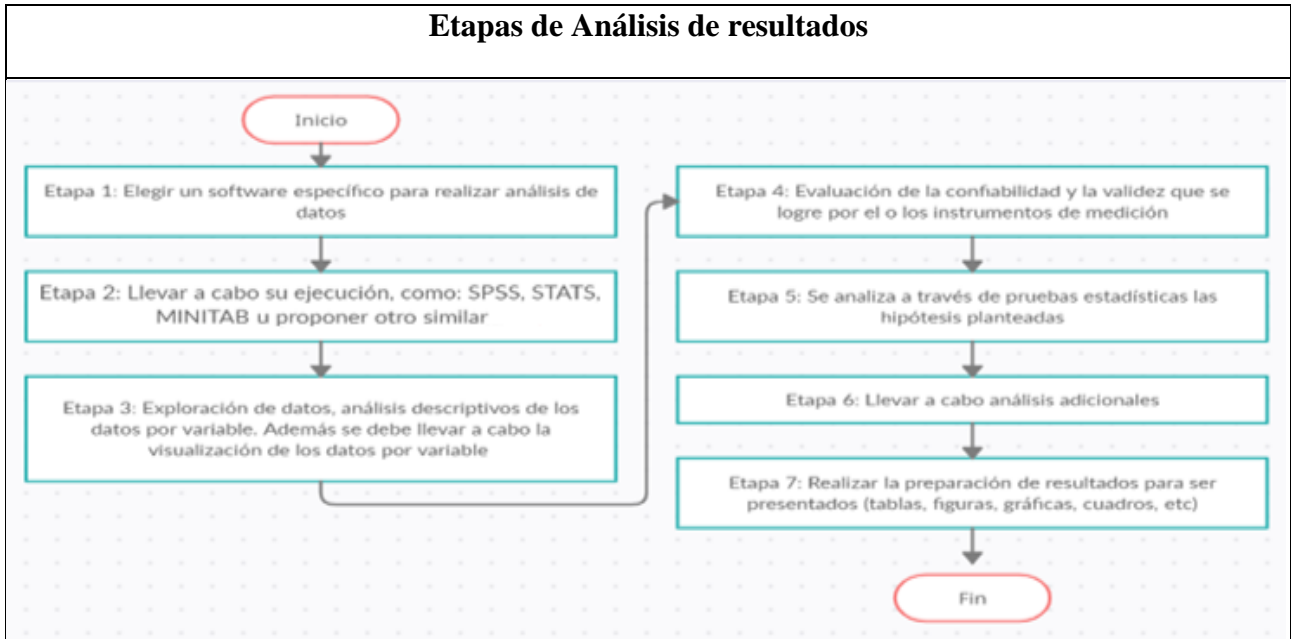 Etapas de Análisis de resultados
Inicio
Etapa 1: Elegir un software específico para realizar análisis de
datos
Etapa 2: Llevar a cabo su ejecución, como: SPSS, STATS,
MINITAB u proponer otro similar
Etapa 3: Exploración de datos, análisis descriptivos de los
datos por variable. Además se debe llevar a cabo la
visualización de los datos por variable
Etapa 4: Evaluación de la confiabilidad y la validez que se
logre por el o los instrumentos de medición
Etapa 5: Se analiza a través de pruebas estadísticas las
hipótesis planteadas
Etapa 6: Llevar a cabo análisis adicionales
Etapa 7: Realizar la preparación de resultados para ser
presentados (tablas, figuras, gráficas, cuadros, etc)
Fin